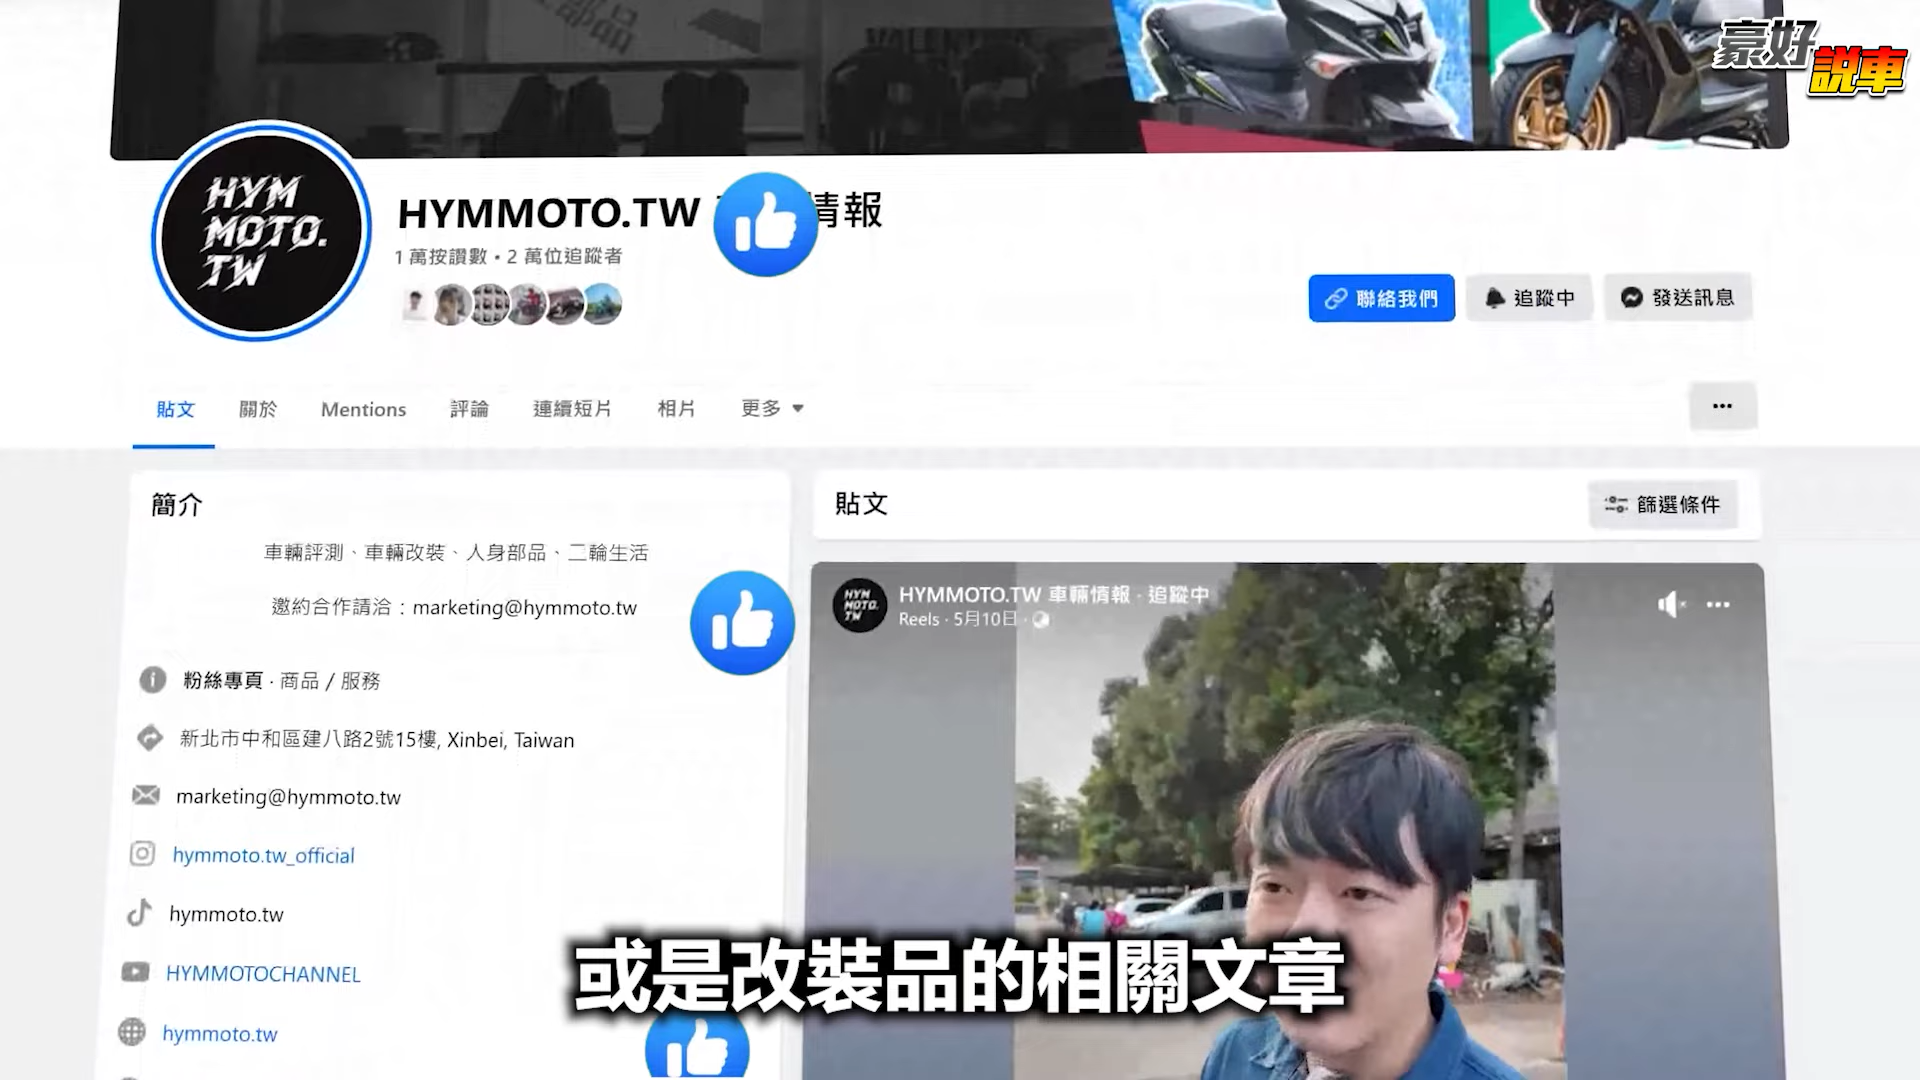 豪好
說車
HYM
MOTO.
TW
HYMMOTO.TW 情報
1 萬按讚數 • 2 萬位追蹤者
聯絡我們
追蹤中
發送訊息
貼文
關於
Mentions
評論
連續短片
相片
更多
簡介
車輛評測、車輛改裝、人身部品、二輪生活
邀約合作請洽：marketing@hymmoto.tw
粉絲專頁 · 商品 / 服務
新北市中和區建八路2號15樓, Xinbei, Taiwan
marketing@hymmoto.tw
hymmoto.tw_official
hymmoto.tw
HYMMOTOCHANNEL
hymmoto.tw
貼文
篩選條件
HYM
MOTO.
TW
HYMMOTO.TW 車輛情報 · 追蹤中
Reels · 5月10日 ·
或是改裝品的相關文章